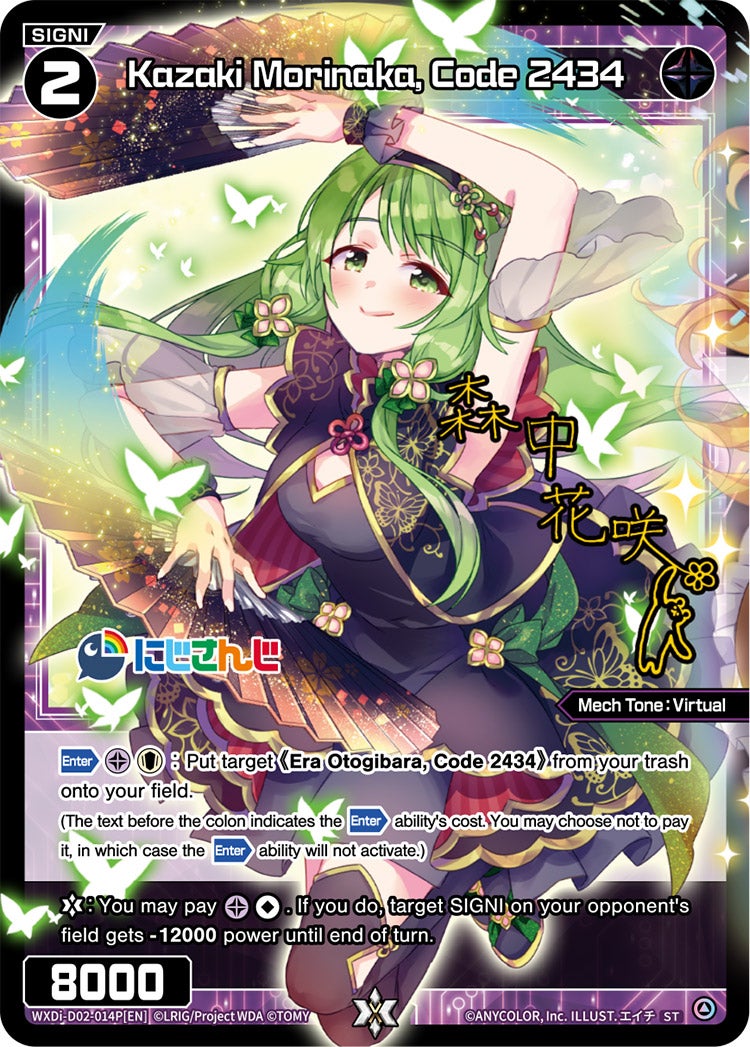 SIGNI
2
Kazaki Morinaka, Code 2434
森中花咲
にじさんじ
Mech Tone:Virtual
Enter : Put target《Era Otogibara, Code 2434》from your trash
onto your field.
(The text before the colon indicates the Enter ability's cost. You may choose not to pay
it, in which case the Enter ability will not activate.)
: You may pay . If you do, target SIGNI on your opponent's
field gets -12000 power until end of turn.
8000
WXDi-D02-014P[EN] ©LRIG/Project WDA ©TOMY
©ANYCOLOR, Inc. ILLUST. エイチ ST